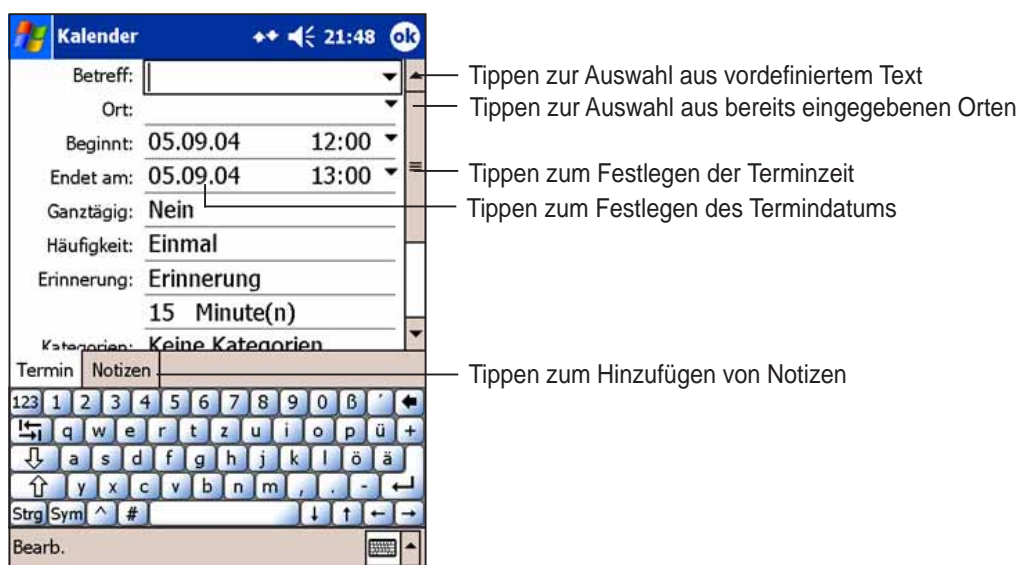 Kalender 21:48 ok
Betreff:
Tippen zur Auswahl aus vordefiniertem Text
Ort:
Tippen zur Auswahl aus bereits eingegebenen Orten
Beginnt: 05.09.04 12:00
Endet am: 05.09.04 13:00
Tippen zum Festlegen der Terminzeit
Ganztägig: Nein
Tippen zum Festlegen des Termindatums
Häufigkeit: Einmal
Erinnerung: Erinnerung
15 Minute(n)
Kategorien: Keine Kategorien
Termin Notizen
Tippen zum Hinzufügen von Notizen
123 1 2 3 4 5 6 7 8 9 0 ß ´
q w e r t z u i o p ü +
a s d f g h j k l ö ä
y x c v b n m , . -
Strg Sym ^ #
Bearb.